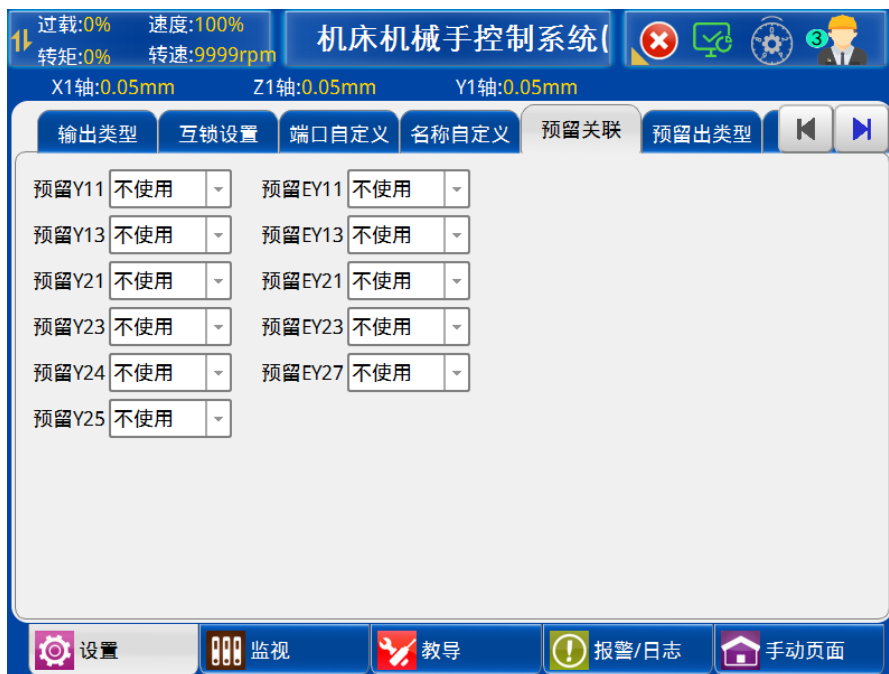 过载:0% 速度:100%
转矩:0% 转速:9999rpm
机床机械手控制系统(
3
X1轴:0.05mm Z1轴:0.05mm Y1轴:0.05mm
输出类型 互锁设置 端口自定义 名称自定义 预留关联 预留出类型
预留Y11 不使用 预留EY11 不使用
预留Y13 不使用 预留EY13 不使用
预留Y21 不使用 预留EY21 不使用
预留Y23 不使用 预留EY23 不使用
预留Y24 不使用 预留EY27 不使用
预留Y25 不使用
设置 监视 教导 报警/日志 手动页面